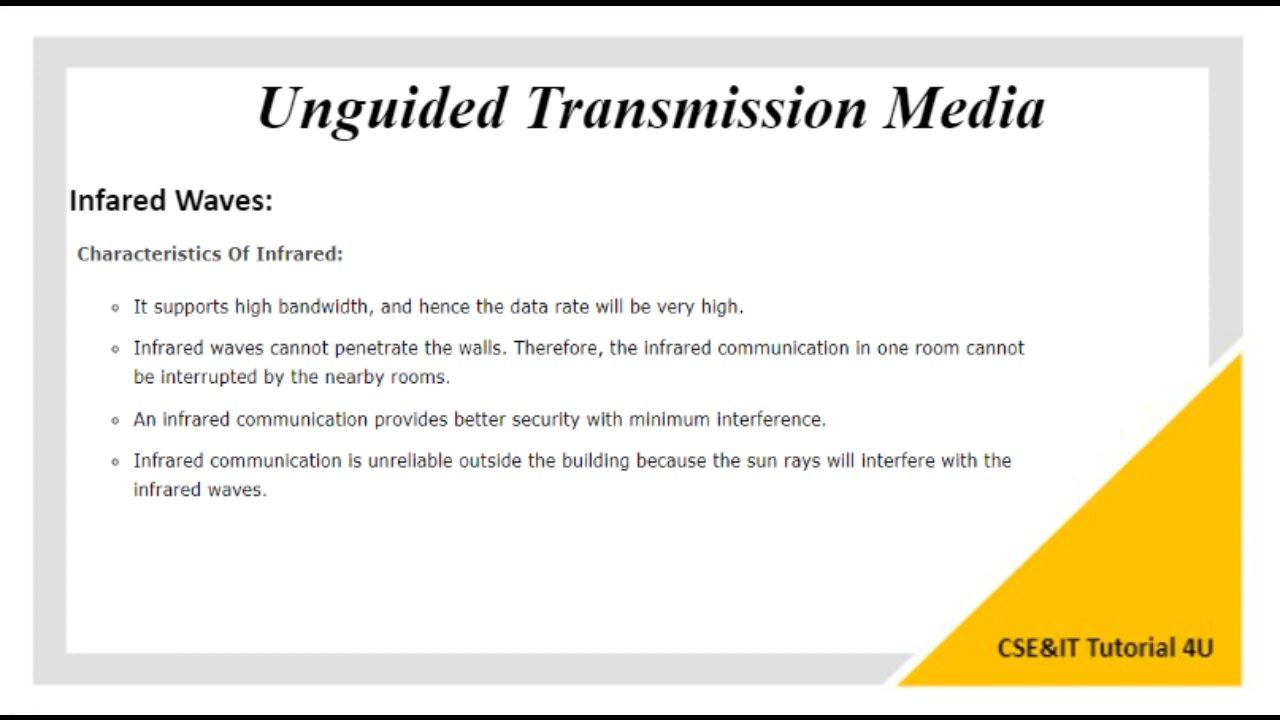 Unguided Transmission Media
Infared Waves:
Characteristics Of Infrared:
It supports high bandwidth, and hence the data rate will be very high.
Infrared waves cannot penetrate the walls. Therefore, the infrared communication in one room cannot
be interrupted by the nearby rooms.
An infrared communication provides better security with minimum interference.
Infrared communication is unreliable outside the building because the sun rays will interfere with the
infrared waves.
CSE&IT Tutorial 4U